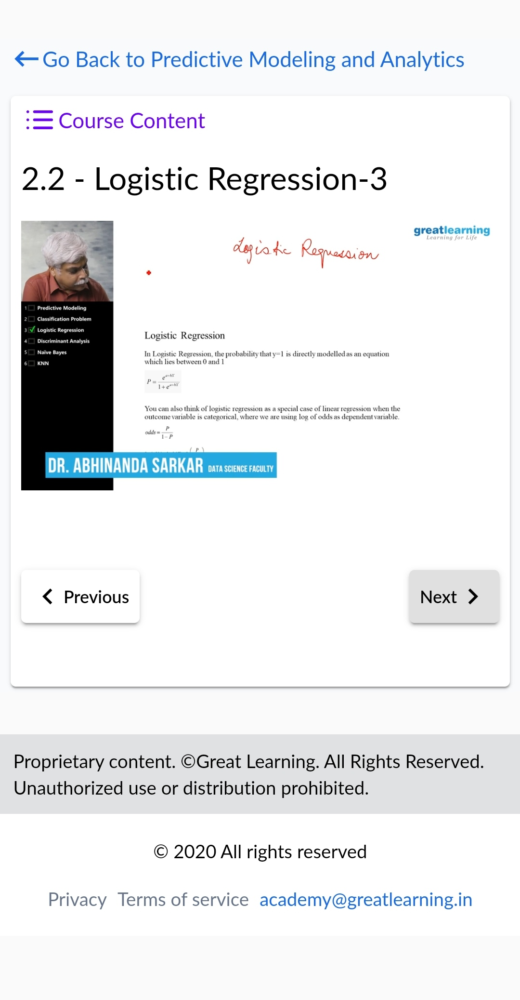 Go Back to Predictive Modeling and Analytics
Course Content
2.2 - Logistic Regression-3
greatlearning
Learning for Life
Logistic Regression
1 Predictive Modeling
2 Classification Problem
3 Logistic Regression
4 Discriminant Analysis
5 Naïve Bayes
6 KNN
Logistic Regression
In Logistic Regression, the probability that y=1 is directly modelled as an equation
which lies between 0 and 1
P = e^{a+bX} / (1+e^{a+bX})
You can also think of logistic regression as a special case of linear regression when the
outcome variable is categorical, where we are using log of odds as dependent variable.
odds = P / (1-P)
( P )
DR. ABHINANDA SARKAR DATA SCIENCE FACULTY
Previous
Next
Proprietary content. ©Great Learning. All Rights Reserved.
Unauthorized use or distribution prohibited.
© 2020 All rights reserved
Privacy Terms of service academy@greatlearning.in